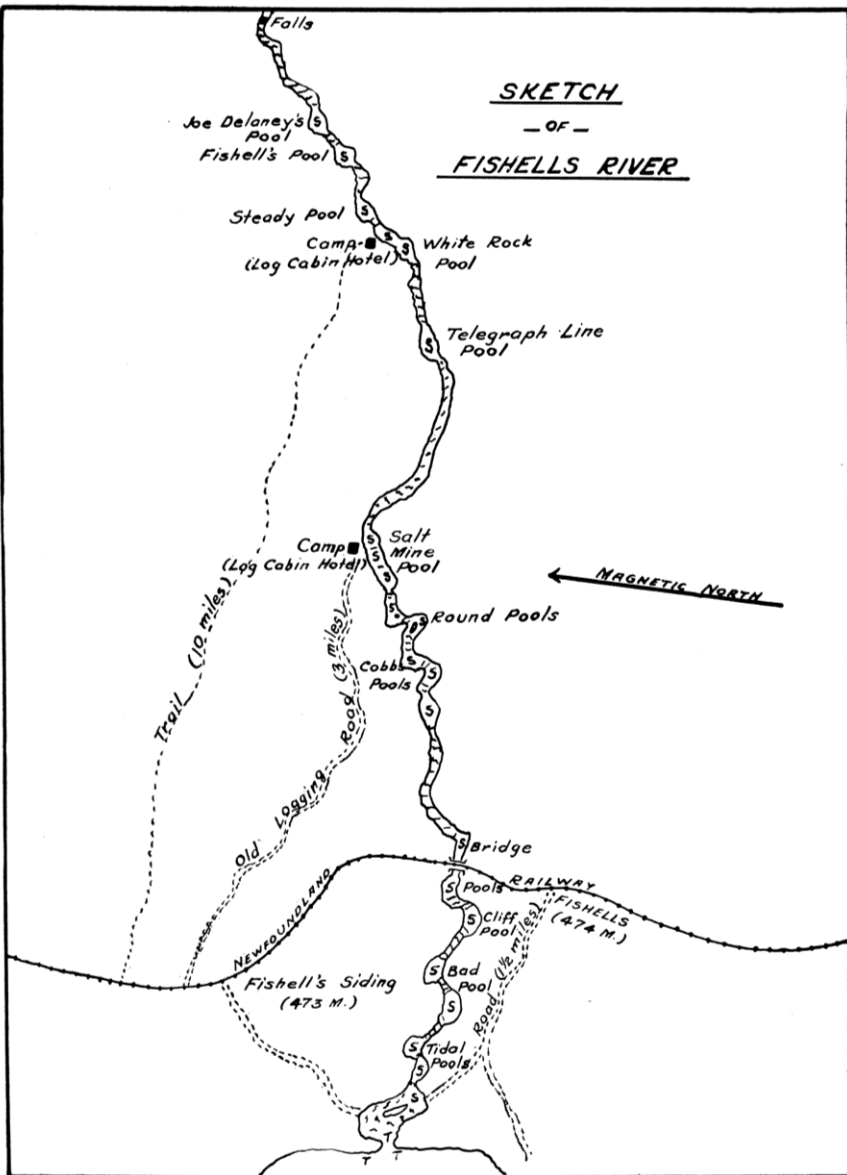 Falls
SKETCH
— OF —
FISHELLS RIVER
Joe Delaney's
Pool
S
Fishell's Pool
S
Steady Pool
S
S
S
Camp
(Log Cabin Hotel)
White Rock
Pool
Telegraph Line
Pool
S
S
S
S
Camp
(Log Cabin Hotel)
Salt
Mine
Pool
MAGNETIC NORTH
S
S
Round Pools
Cobbs
Pools
S
S
S
Trail (10 miles)
Old Logging Road (3 miles)
S
Bridge
NEWFOUNDLAND RAILWAY
S
Pools
FISHELLS
(474 M.)
S
Cliff
Pool
Fishell's Siding
(473 M.)
S
Bad
Pool
S
Road (1½ miles)
S
Tidal
Pools
S
S
T
T
T